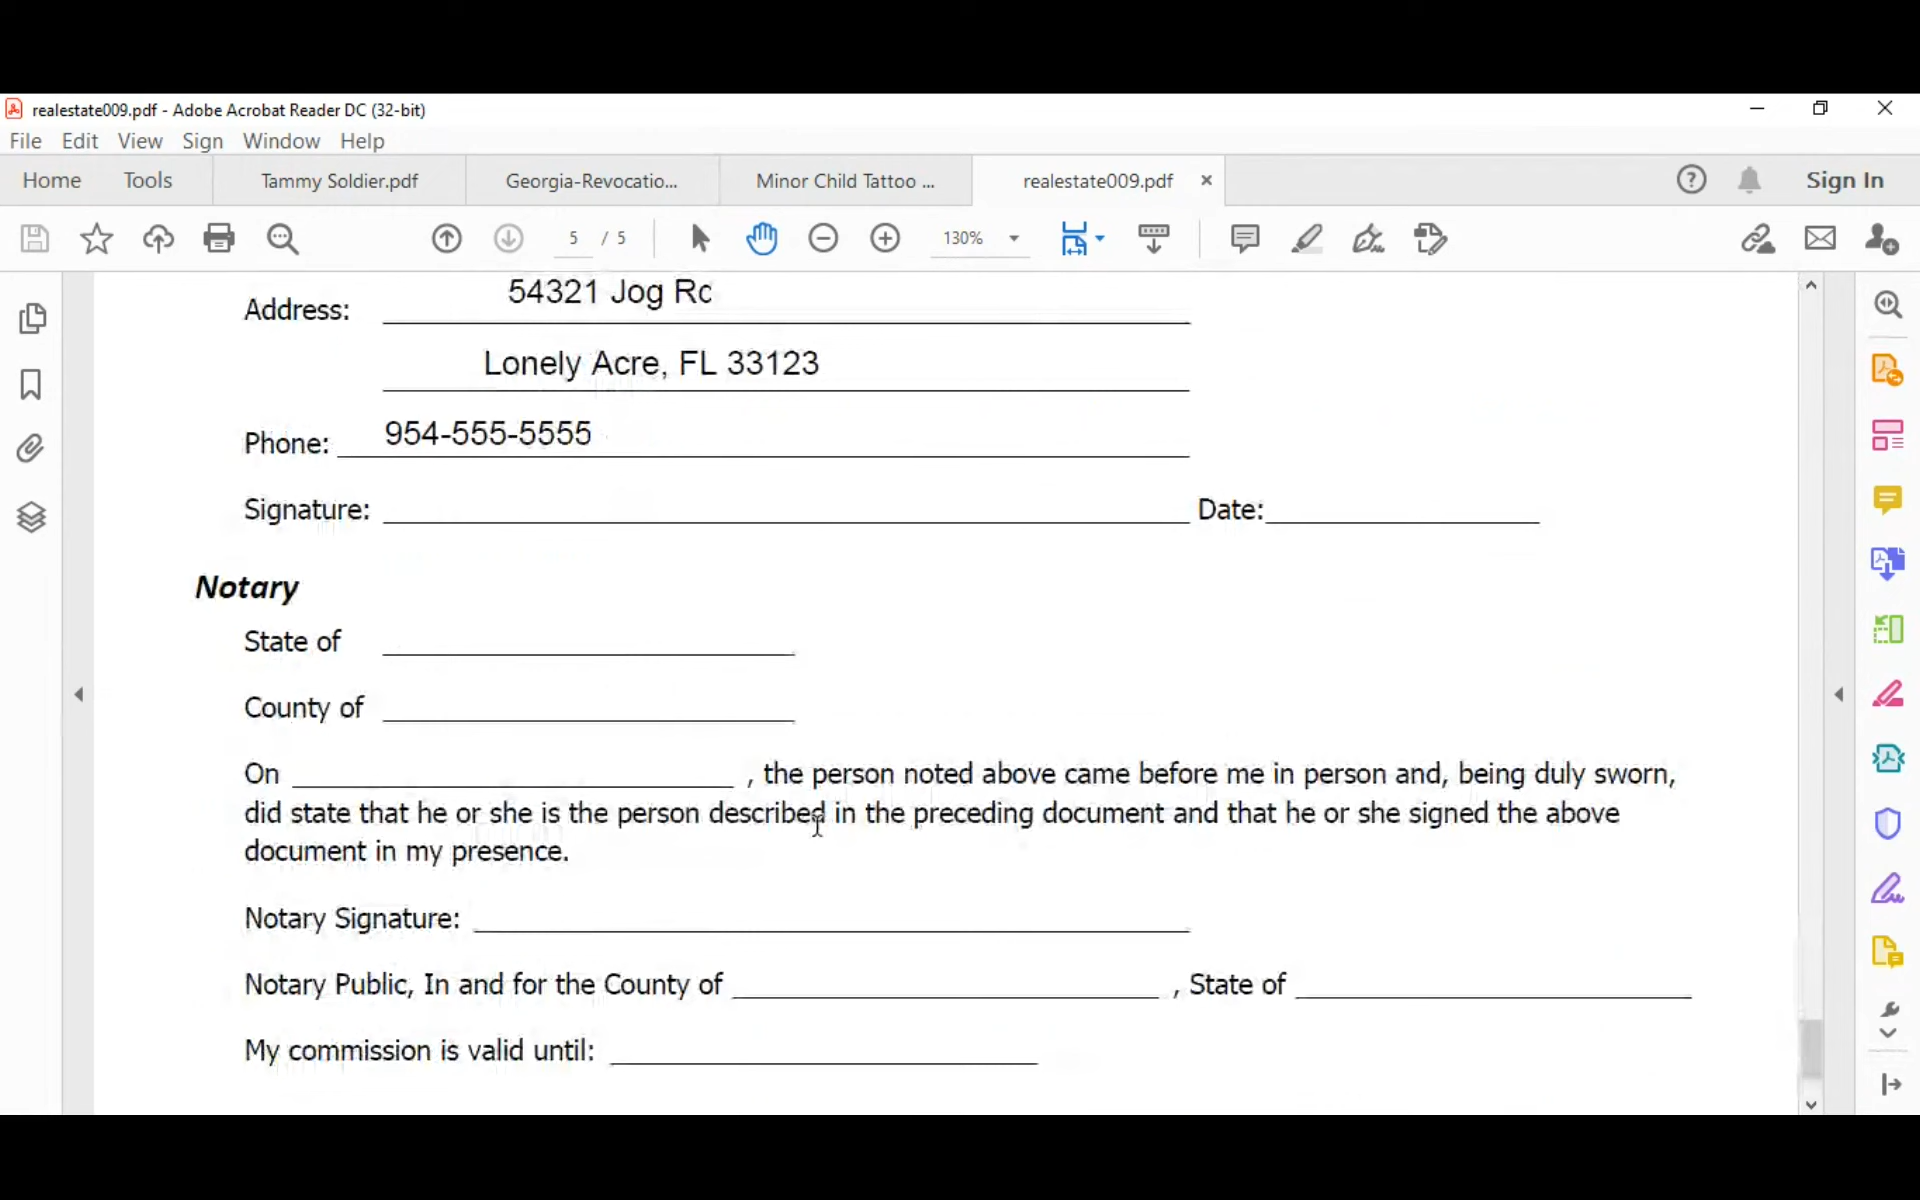 realestate009.pdf - Adobe Acrobat Reader DC (32-bit)
File Edit View Sign Window Help
Home Tools Tammy Soldier.pdf Georgia-Revocatio... Minor Child Tattoo ... realestate009.pdf × Sign In
5 / 5 130%
Address: 54321 Jog Rd
Lonely Acre, FL 33123
Phone: 954-555-5555
Signature: Date:
Notary
State of
County of
On , the person noted above came before me in person and, being duly sworn,
did state that he or she is the person described in the preceding document and that he or she signed the above
document in my presence.
Notary Signature:
Notary Public, In and for the County of , State of
My commission is valid until: